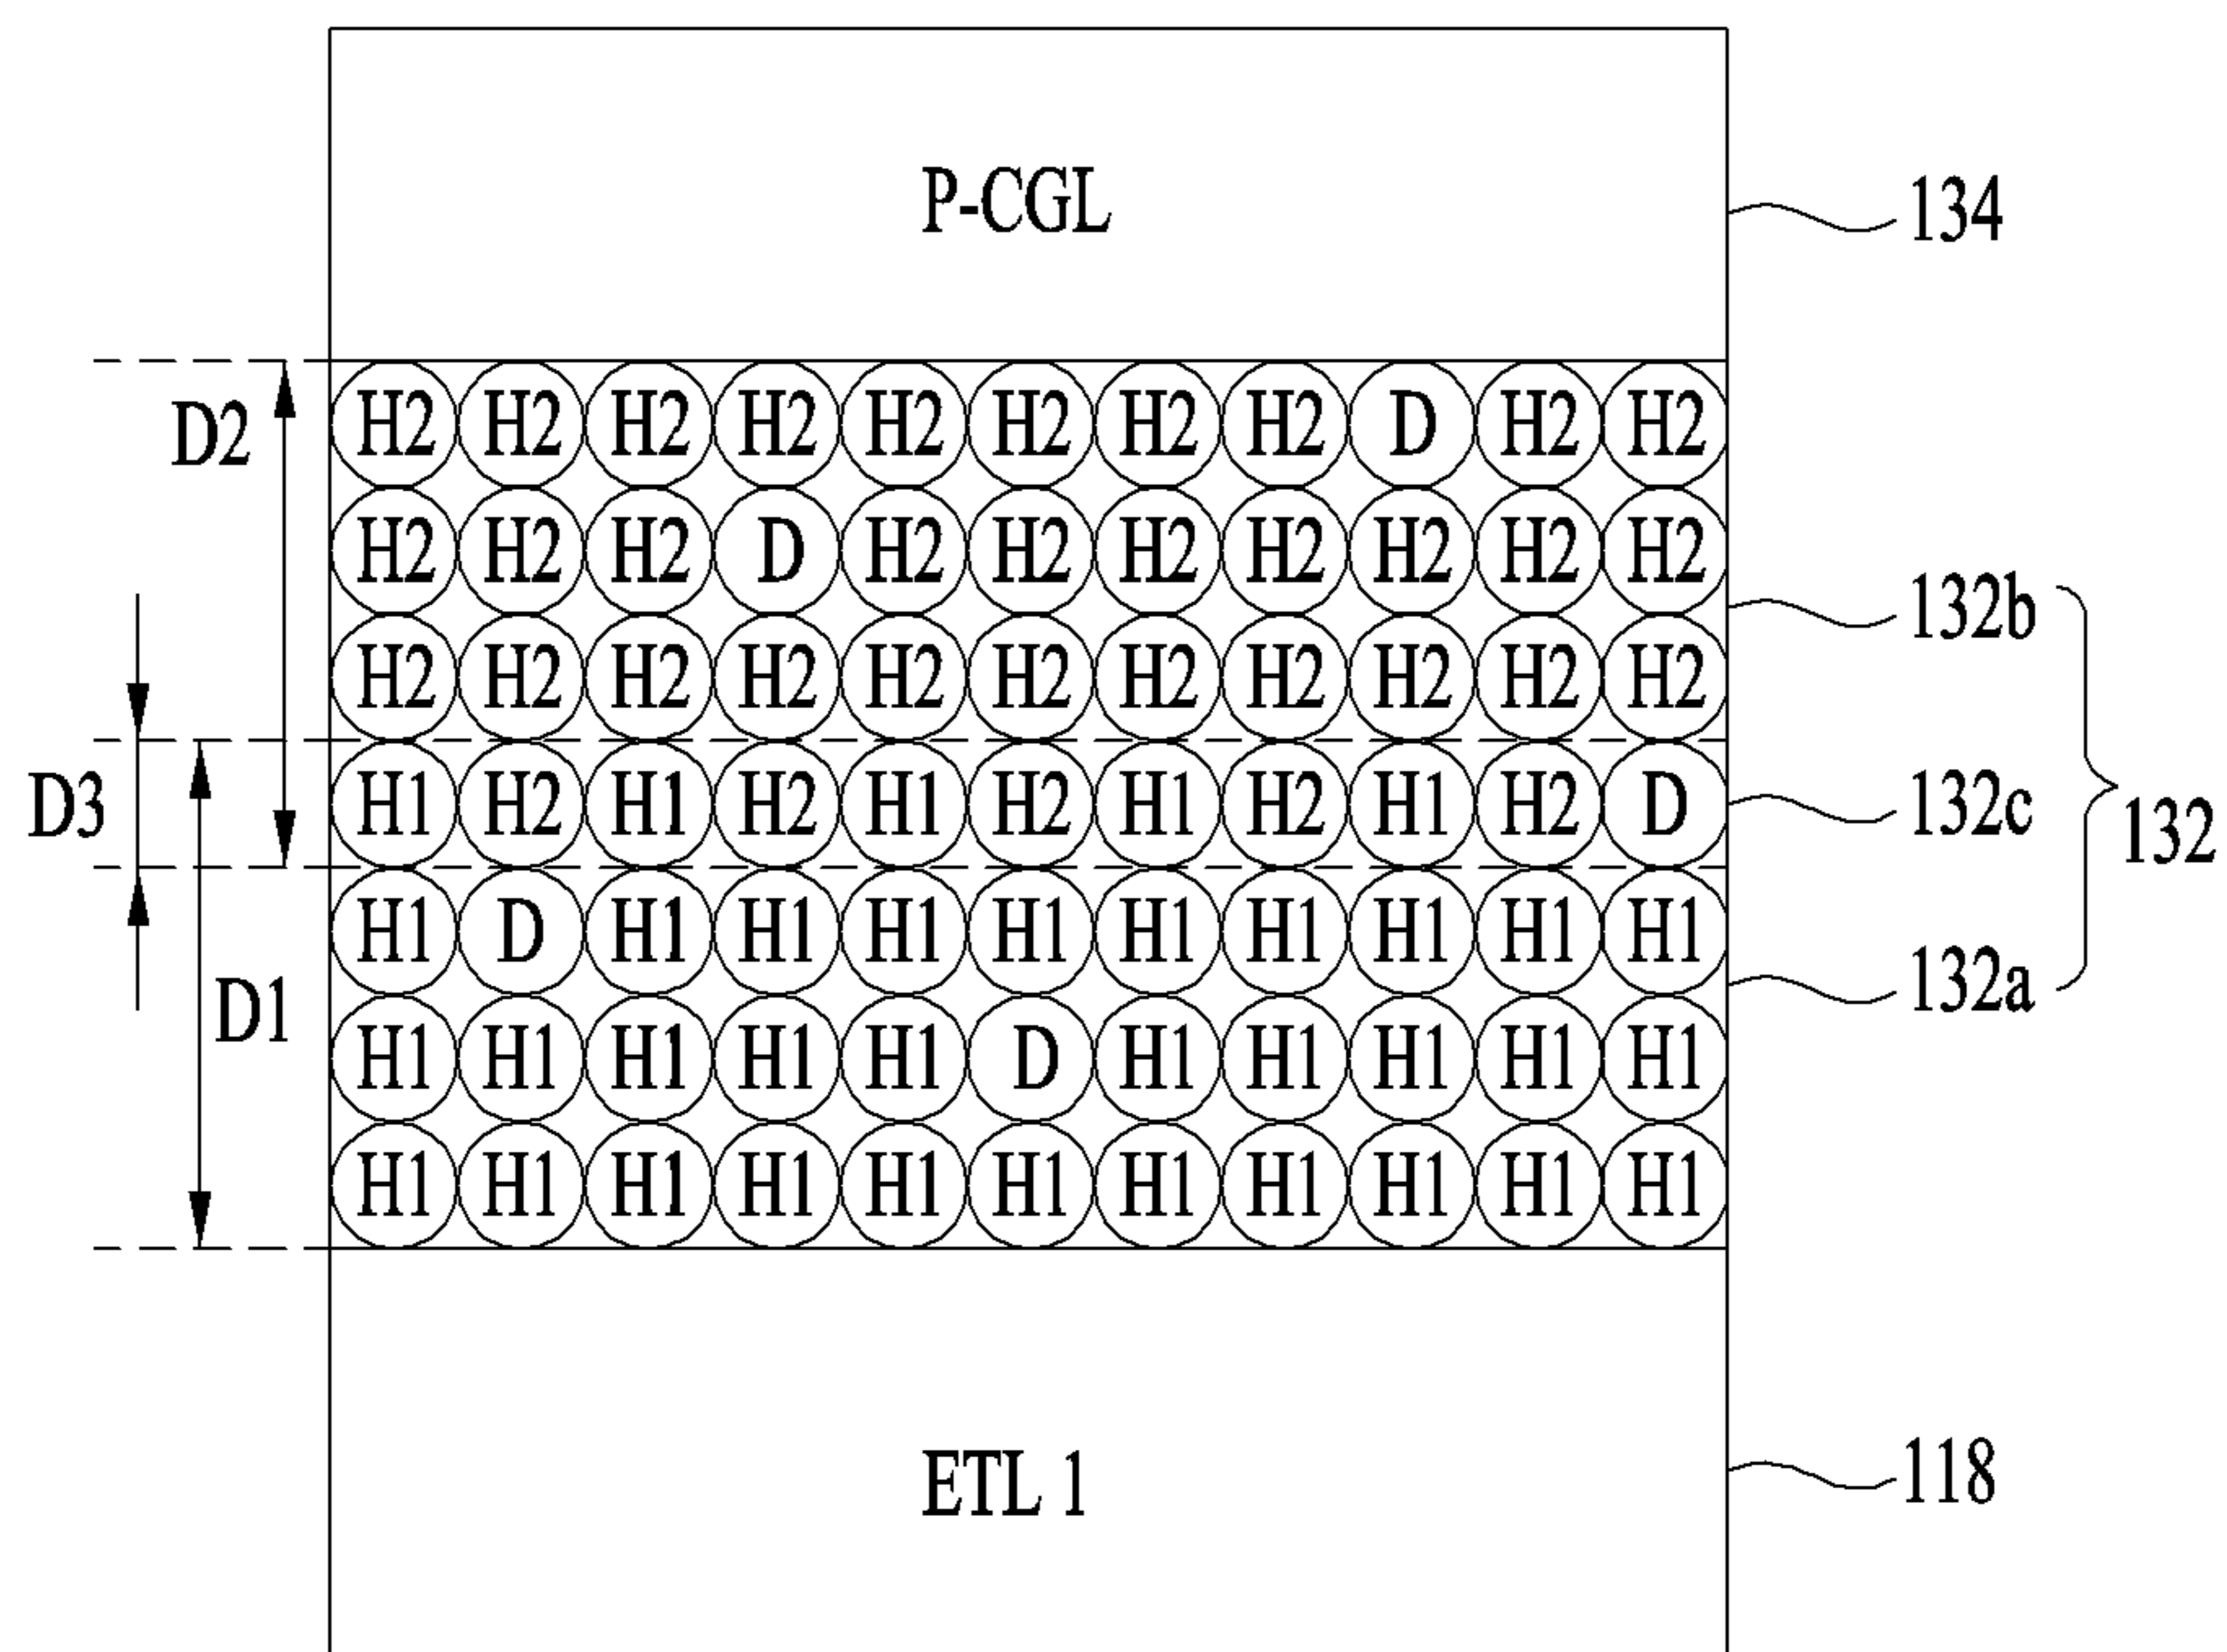 P-CGL
134
D2
H2 H2 H2 H2 H2 H2 H2 H2 D H2 H2
H2 H2 H2 D H2 H2 H2 H2 H2 H2 H2
132b
H2 H2 H2 H2 H2 H2 H2 H2 H2 H2 H2
D3
H1 H2 H1 H2 H1 H2 H1 H2 H1 H2 D
132c
132
H1 D H1 H1 H1 H1 H1 H1 H1 H1 H1
132a
D1
H1 H1 H1 H1 H1 D H1 H1 H1 H1 H1
H1 H1 H1 H1 H1 H1 H1 H1 H1 H1 H1
ETL 1
118